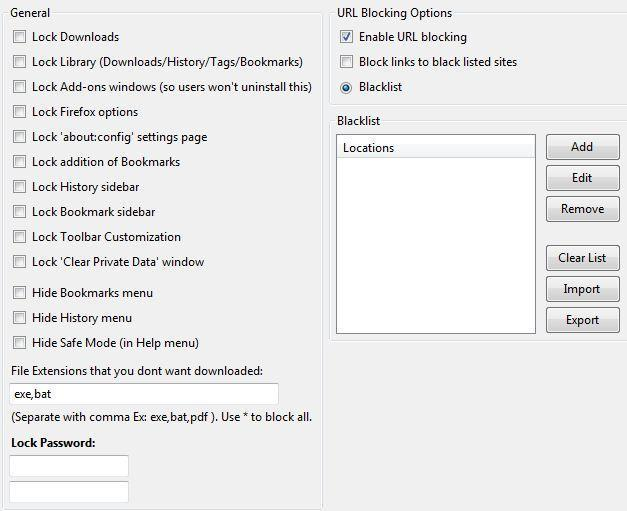 General
Lock Downloads
Lock Library (Downloads/History/Tags/Bookmarks)
Lock Add-ons windows (so users won't uninstall this)
Lock Firefox options
Lock 'about:config' settings page
Lock addition of Bookmarks
Lock History sidebar
Lock Bookmark sidebar
Lock Toolbar Customization
Lock 'Clear Private Data' window
Hide Bookmarks menu
Hide History menu
Hide Safe Mode (in Help menu)
File Extensions that you dont want downloaded:
exe,bat
(Separate with comma Ex: exe,bat,pdf ). Use * to block all.
Lock Password:
URL Blocking Options
Enable URL blocking
Block links to black listed sites
Blacklist
Blacklist
Locations
Add
Edit
Remove
Clear List
Import
Export